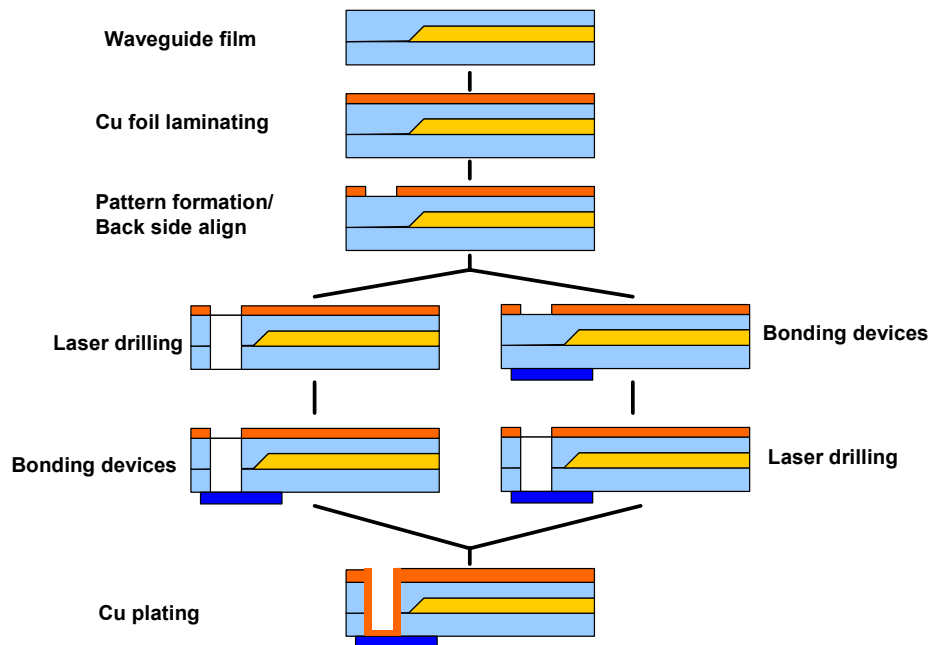 Waveguide film
Cu foil laminating
Pattern formation/
Back side align
Laser drilling
Bonding devices
Bonding devices
Laser drilling
Cu plating